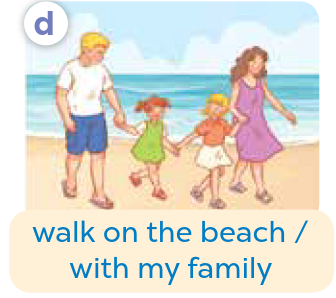 d
walk on the beach /
with my family